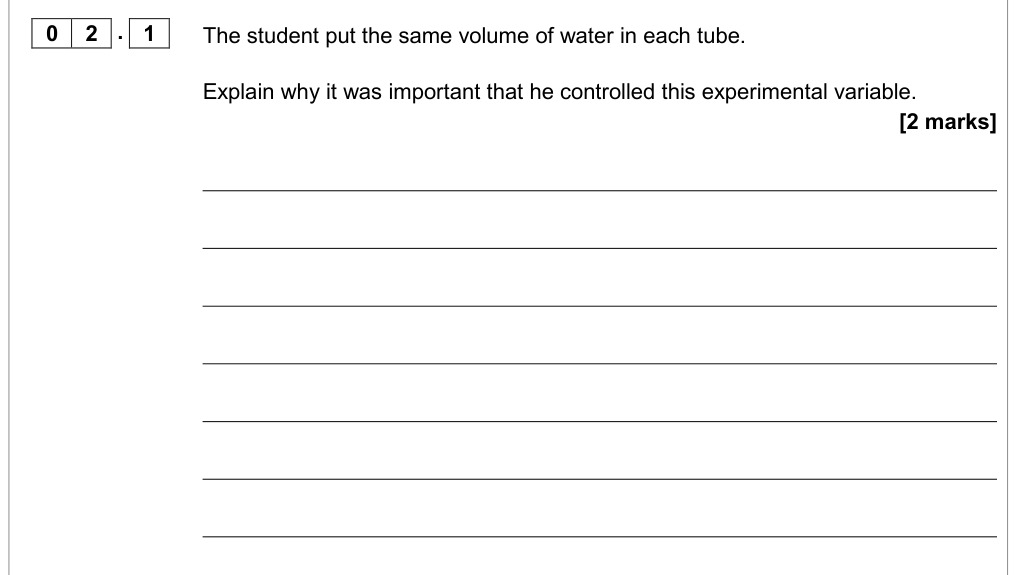 0 2 . 1 The student put the same volume of water in each tube.
Explain why it was important that he controlled this experimental variable.
[2 marks]